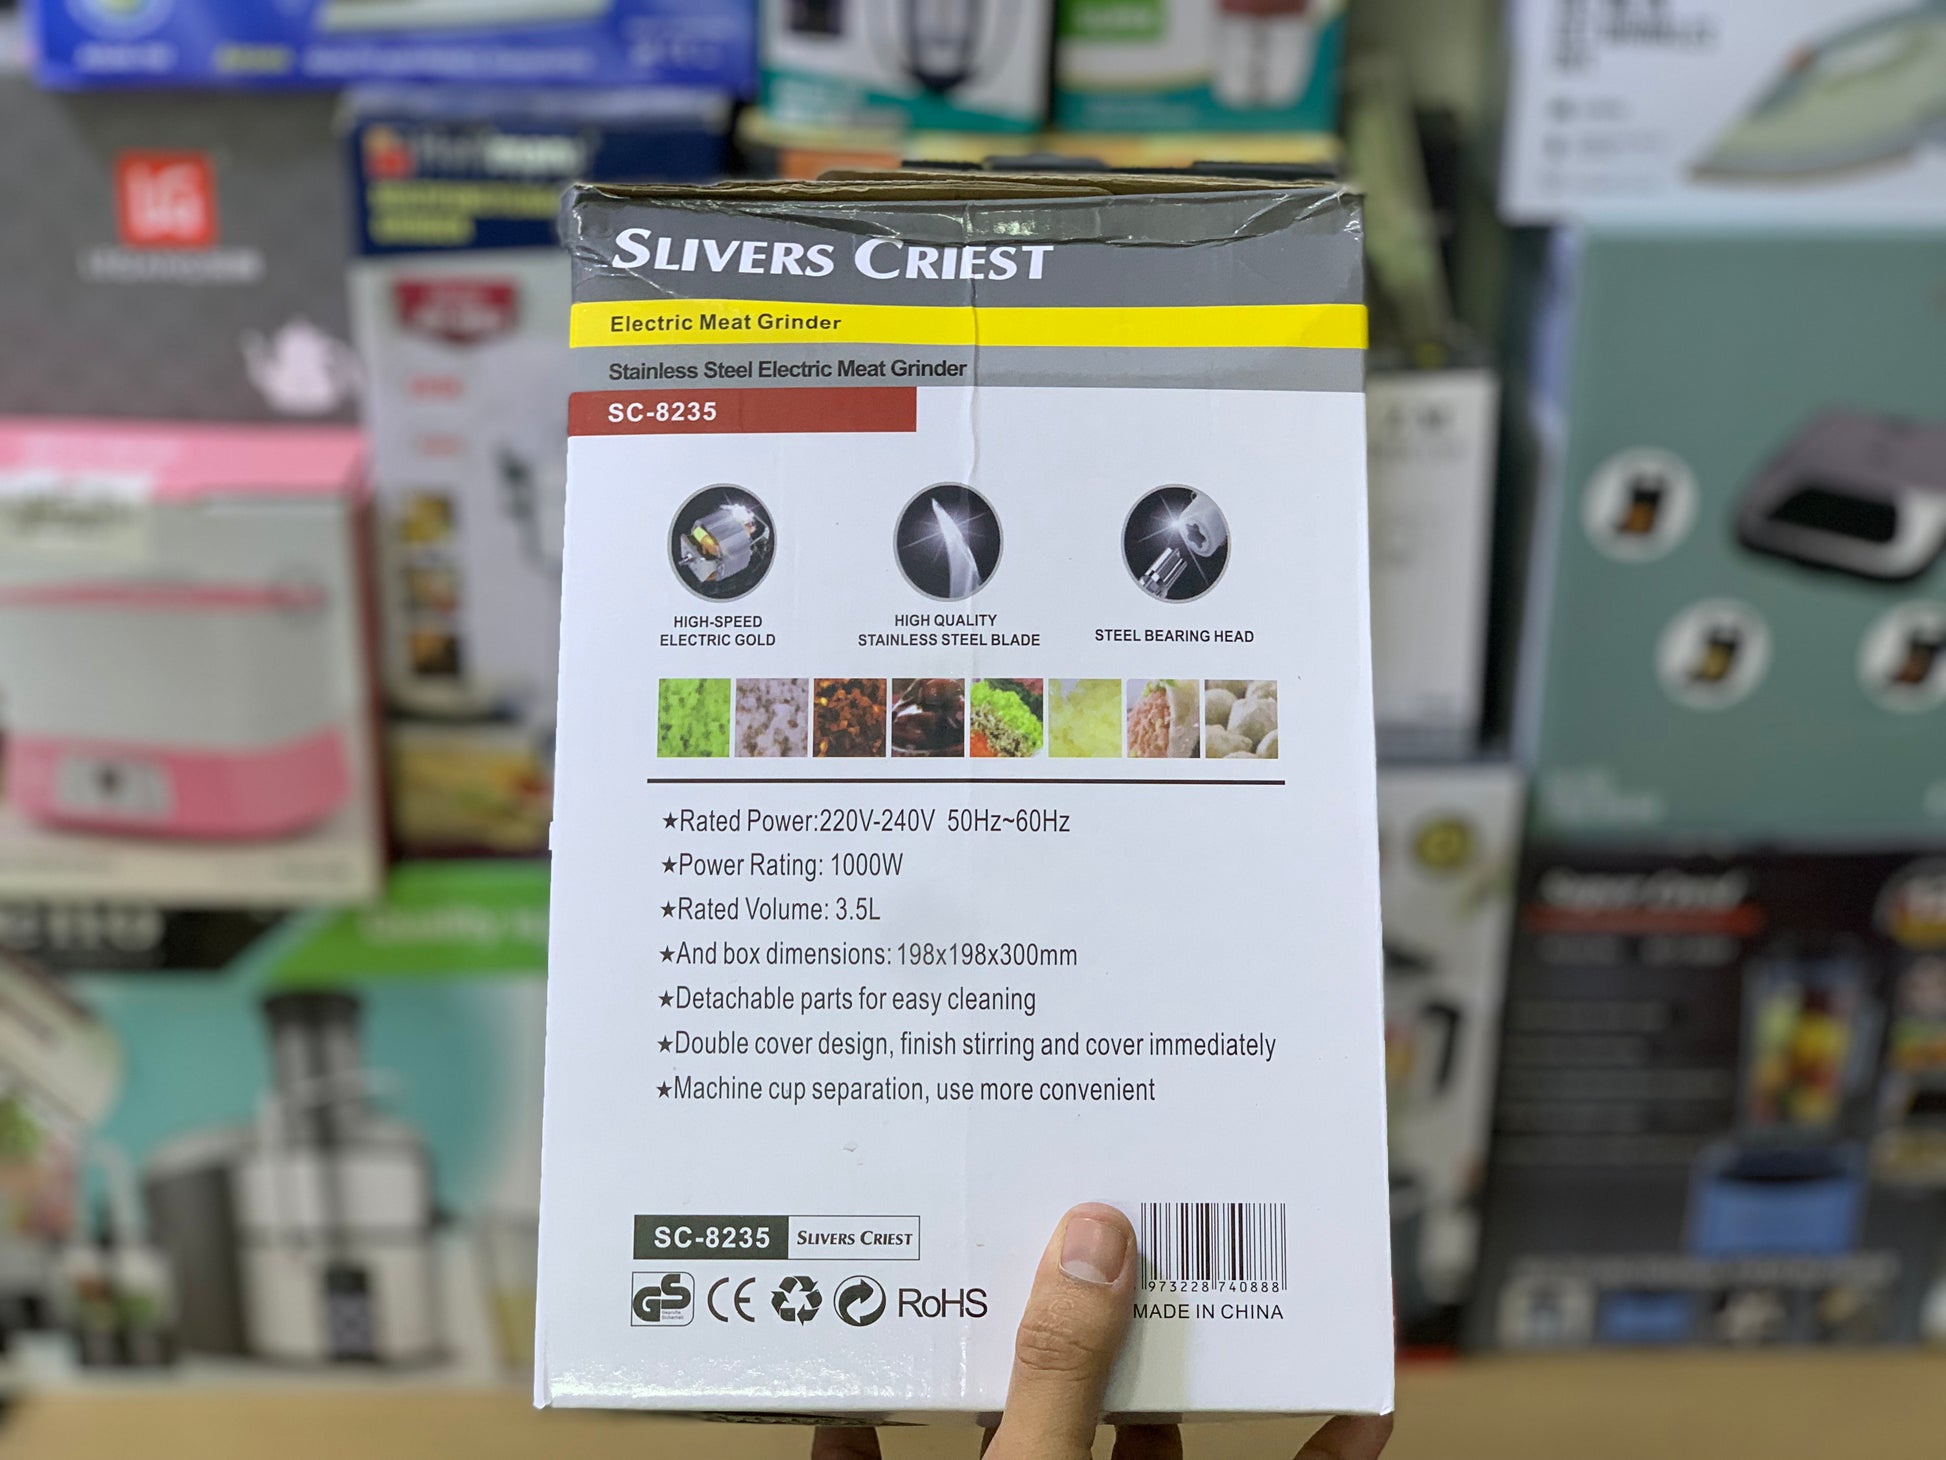 SLIVERS CRIEST
Electric Meat Grinder
Stainless Steel Electric Meat Grinder
SC-8235
HIGH-SPEED
ELECTRIC GOLD
HIGH QUALITY
STAINLESS STEEL BLADE
STEEL BEARING HEAD
★Rated Power:220V-240V 50Hz~60Hz
★Power Rating: 1000W
★Rated Volume: 3.5L
★And box dimensions: 198x198x300mm
★Detachable parts for easy cleaning
★Double cover design, finish stirring and cover immediately
★Machine cup separation, use more convenient
SC-8235 SLIVERS CRIEST
GS CE RoHS
973228 740888
MADE IN CHINA